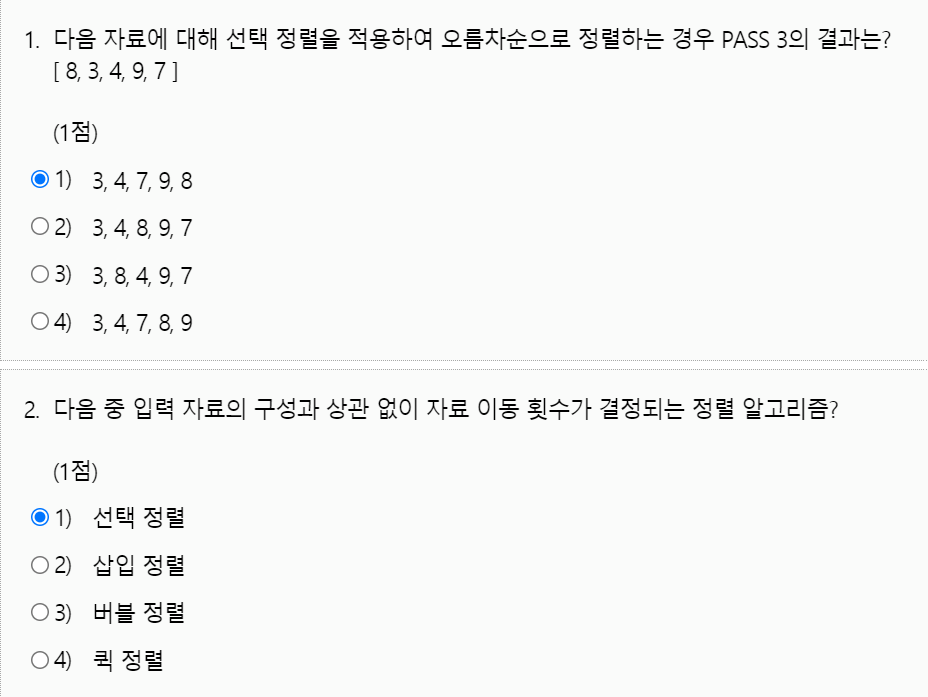 1. 다음 자료에 대해 선택 정렬을 적용하여 오름차순으로 정렬하는 경우 PASS 3의 결과는?
[ 8, 3, 4, 9, 7 ]
(1점)
1) 3, 4, 7, 9, 8
2) 3, 4, 8, 9, 7
3) 3, 8, 4, 9, 7
4) 3, 4, 7, 8, 9
2. 다음 중 입력 자료의 구성과 상관 없이 자료 이동 횟수가 결정되는 정렬 알고리즘?
(1점)
1) 선택 정렬
2) 삽입 정렬
3) 버블 정렬
4) 퀵 정렬